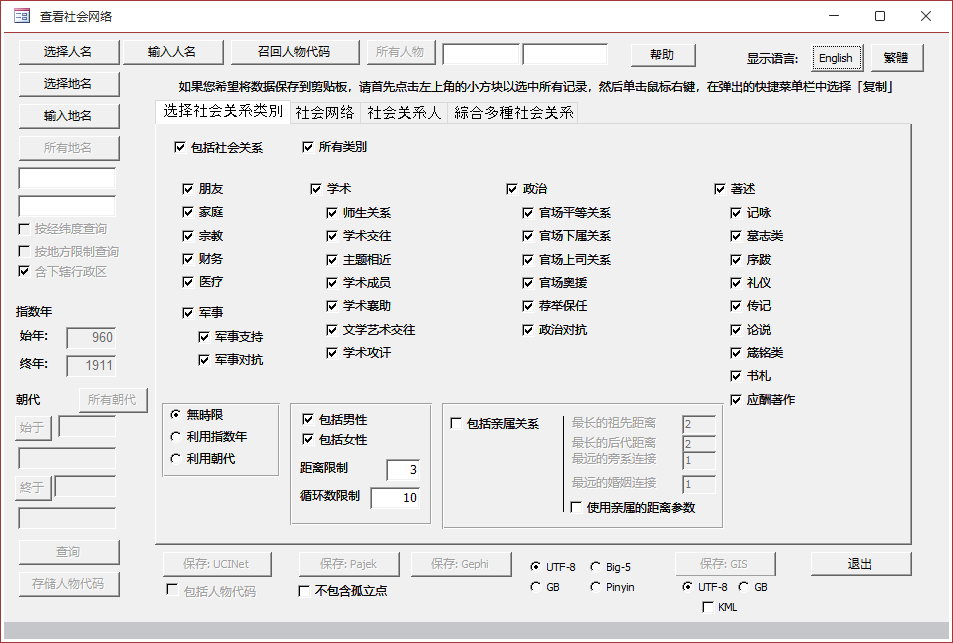 查看社会网络
选择人名 输入人名 召回人物代码 所有人物 帮助 显示语言: English 繁體
选择地名
如果您希望将数据保存到剪贴板，请首先点击左上角的小方块以选中所有记录，然后单击鼠标右键，在弹出的快捷菜单栏中选择「复制」
输入地名
所有地名
按经纬度查询
按地方限制查询
含下辖行政区
指数年
始年: 960
终年: 1911
朝代 所有朝代
始于
终于
查询
存储人物代码
选择社会关系类別 社会网络 社会关系人 綜合多種社会关系
包括社会关系 所有类別
朋友
家庭
宗教
财务
医疗
军事
军事支持
军事对抗
学术
师生关系
学术交往
主题相近
学术成员
学术襄助
文学艺术交往
学术攻讦
政治
官场平等关系
官场下属关系
官场上司关系
官场奥援
荐举保任
政治对抗
著述
记咏
墓志类
序跋
礼仪
传记
论说
箴铭类
书札
应酬著作
無時限
利用指数年
利用朝代
包括男性
包括女性
距离限制 3
循环数限制 10
包括亲属关系
最长的祖先距离 2
最长的后代距离 2
最远的旁系连接 1
最远的婚姻连接 1
使用亲属的距离参数
保存: UCINet 保存: Pajek 保存: Gephi UTF-8 Big-5 保存: GIS 退出
包括人物代码 不包含孤立点 GB Pinyin UTF-8 GB
KML